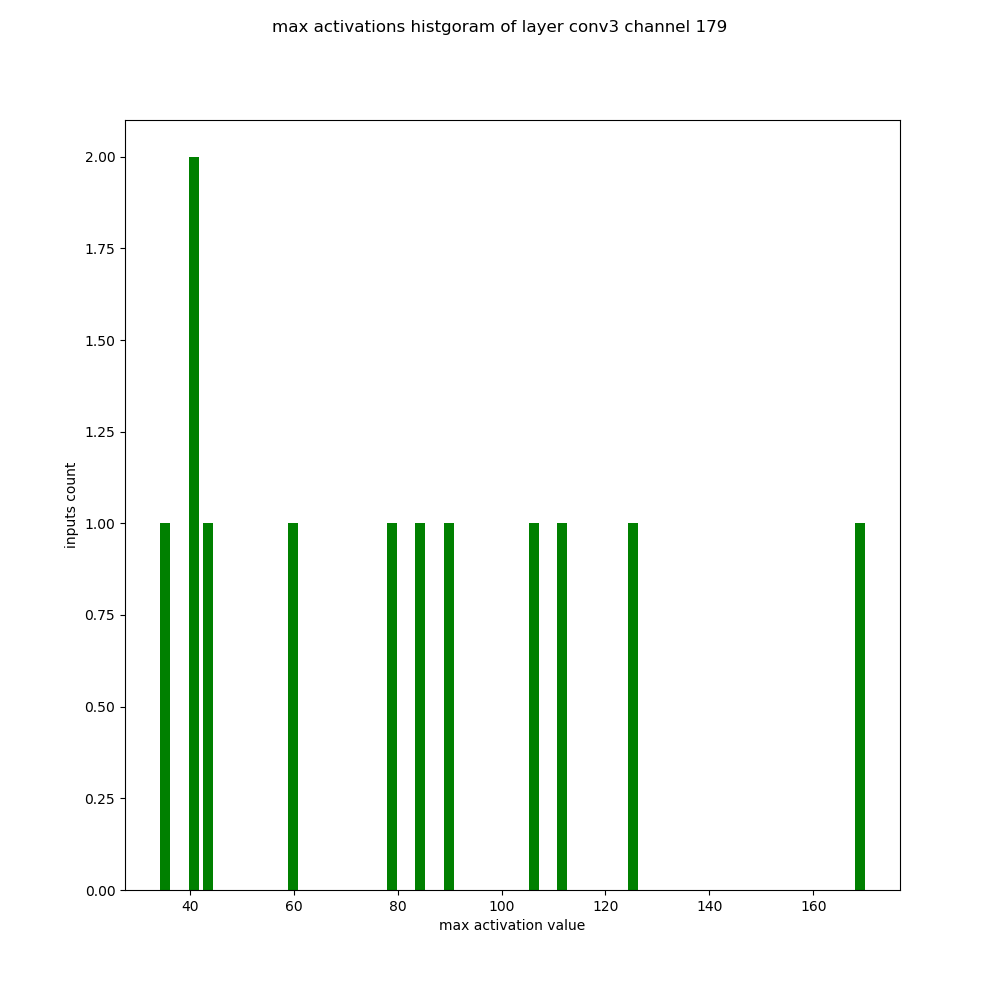 max activations histgoram of layer conv3 channel 179
2.00
1.75
1.50
1.25
1.00
0.75
0.50
0.25
0.00
inputs count
40 60 80 100 120 140 160
max activation value